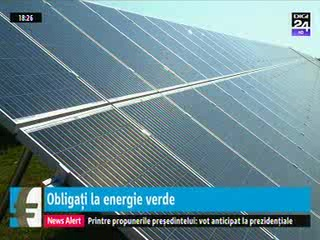 18:26
DIGI
24
HD
Obligați la energie verde
News Alert Printre propunerile președintelui: vot anticipat la prezidențiale